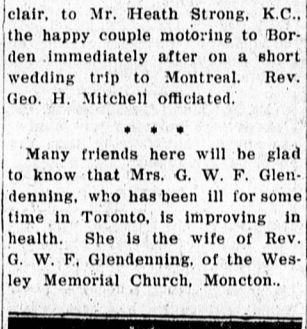 clair, to Mr. Heath Strong, K.C.,
the happy couple motoring to Bor-
den immediately after on a short
wedding trip to Montreal. Rev.
Geo. H. Mitchell officiated.
* * *
Many friends here will be glad
to know that Mrs. G. W. F. Glen-
denning, who has been ill for some
time in Toronto, is improving in
health. She is the wife of Rev.
G. W. F. Glendenning, of the Wes-
ley Memorial Church, Moncton..